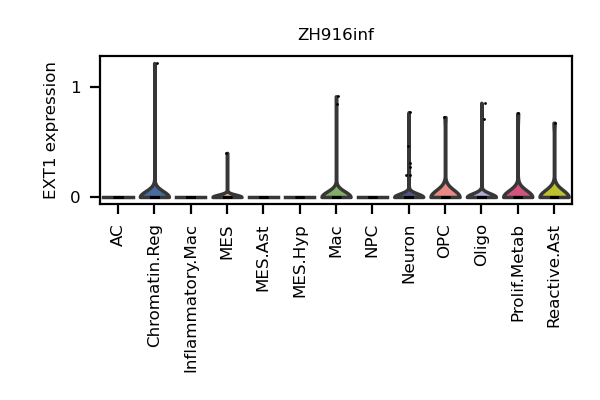 ZH916inf
EXT1 expression
1
0
AC
Chromatin.Reg
Inflammatory.Mac
MES
MES.Ast
MES.Hyp
Mac
NPC
Neuron
OPC
Oligo
Prolif.Metab
Reactive.Ast